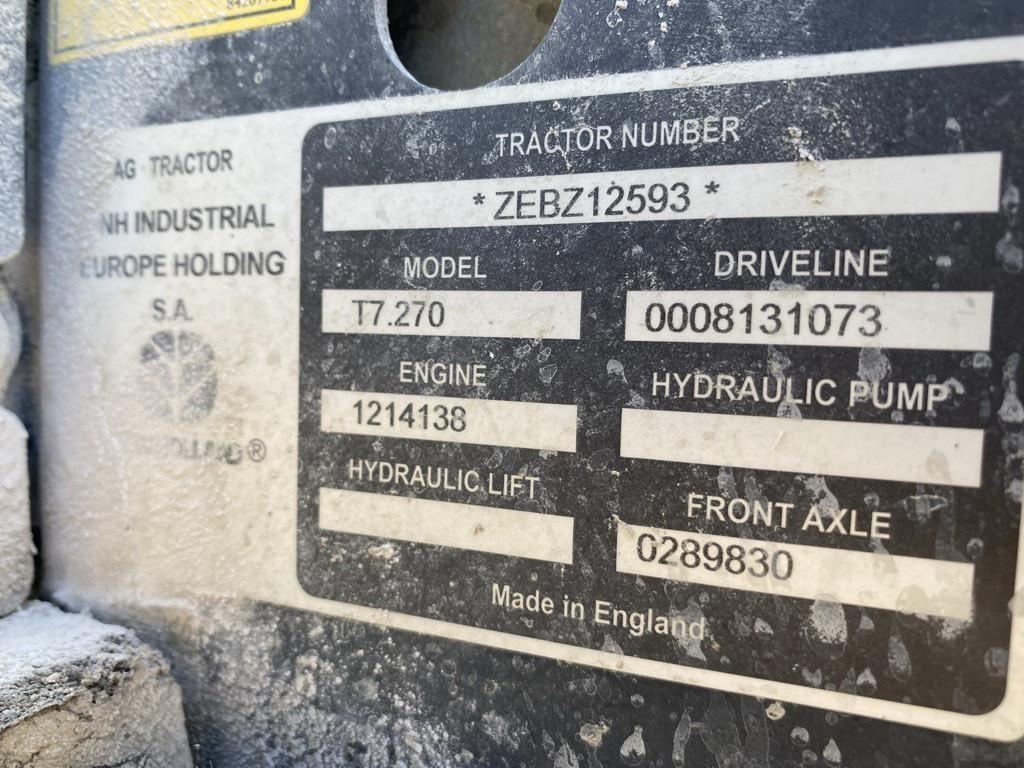 AG TRACTOR
NH INDUSTRIAL
EUROPE HOLDING
S.A.
TRACTOR NUMBER
* ZEBZ12593 *
MODEL
T7.270
DRIVELINE
0008131073
ENGINE
1214138
HYDRAULIC PUMP
HYDRAULIC LIFT
FRONT AXLE
0289830
Made in England